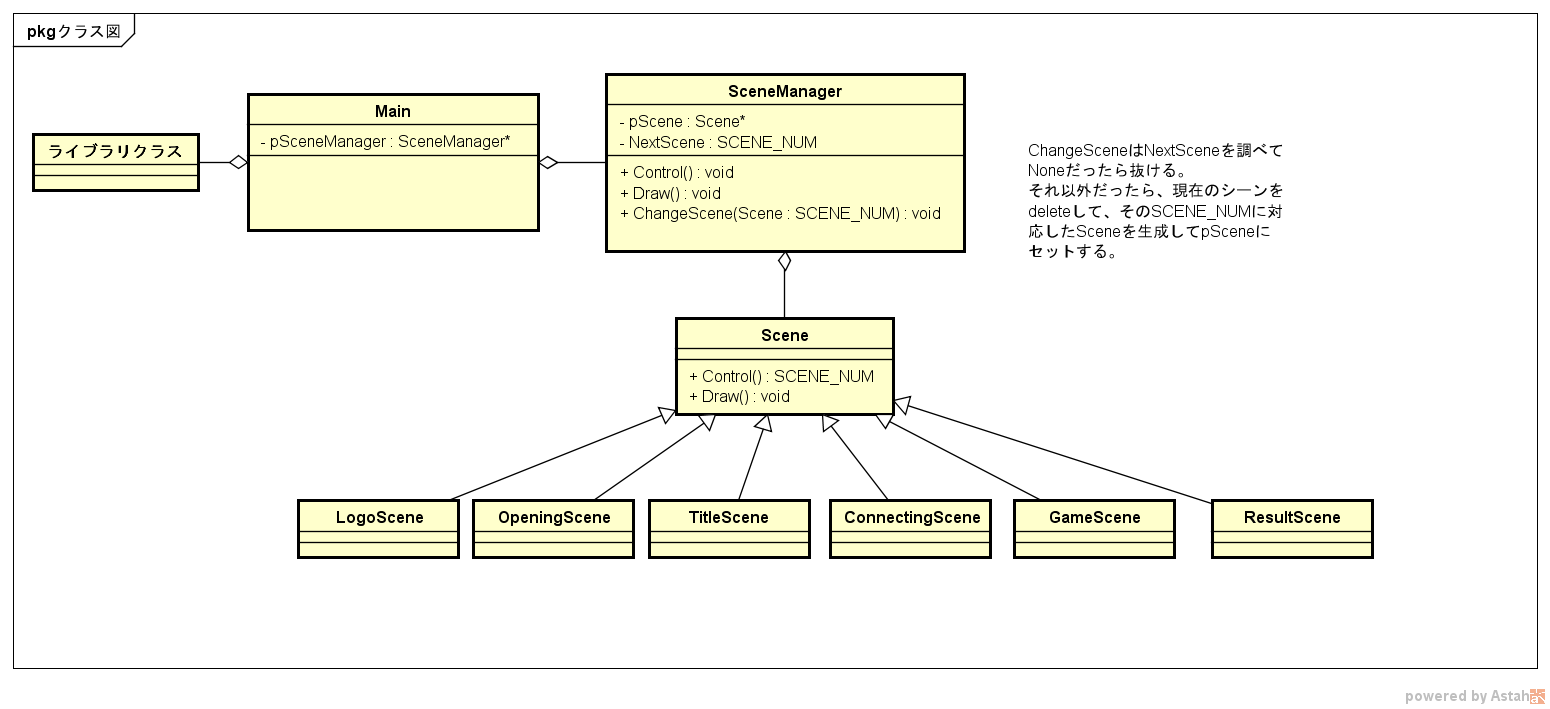 pkgクラス図
ライブラリクラス
Main
- pSceneManager : SceneManager*
SceneManager
- pScene : Scene*
- NextScene : SCENE_NUM
+ Control() : void
+ Draw() : void
+ ChangeScene(Scene : SCENE_NUM) : void
ChangeSceneはNextSceneを調べて
Noneだったら抜ける。
それ以外だったら、現在のシーンを
deleteして、そのSCENE_NUMに対
応したSceneを生成してpSceneに
セットする。
Scene
+ Control() : SCENE_NUM
+ Draw() : void
LogoScene
OpeningScene
TitleScene
ConnectingScene
GameScene
ResultScene
powered by Astah